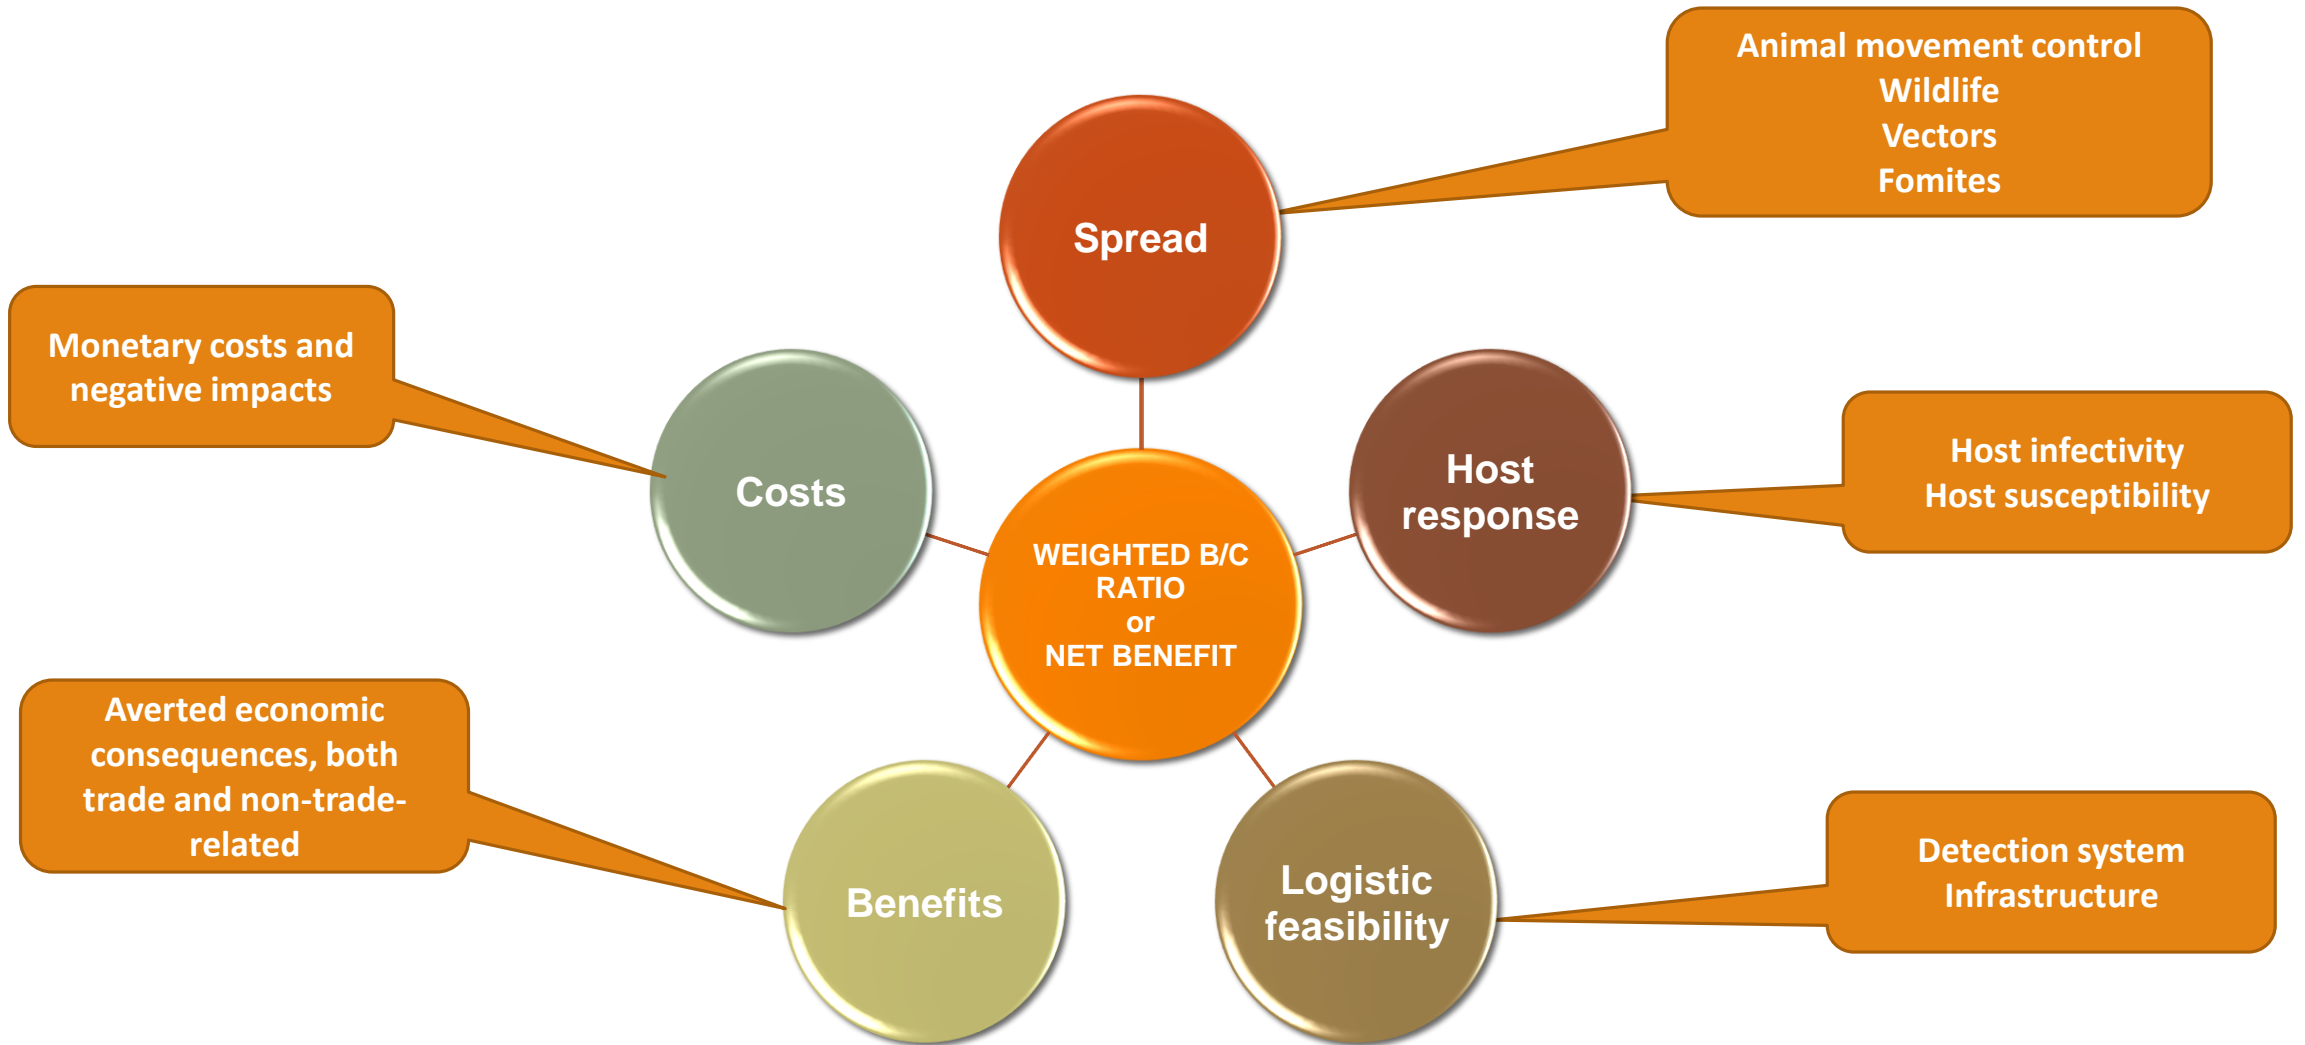 Animal movement control
Wildlife
Vectors
Fomites
Spread
Monetary costs and
negative impacts
Costs
Host
response
Host infectivity
Host susceptibility
WEIGHTED B/C
RATIO
or
NET BENEFIT
Averted economic
consequences, both
trade and non-trade-
related
Benefits
Logistic
feasibility
Detection system
Infrastructure